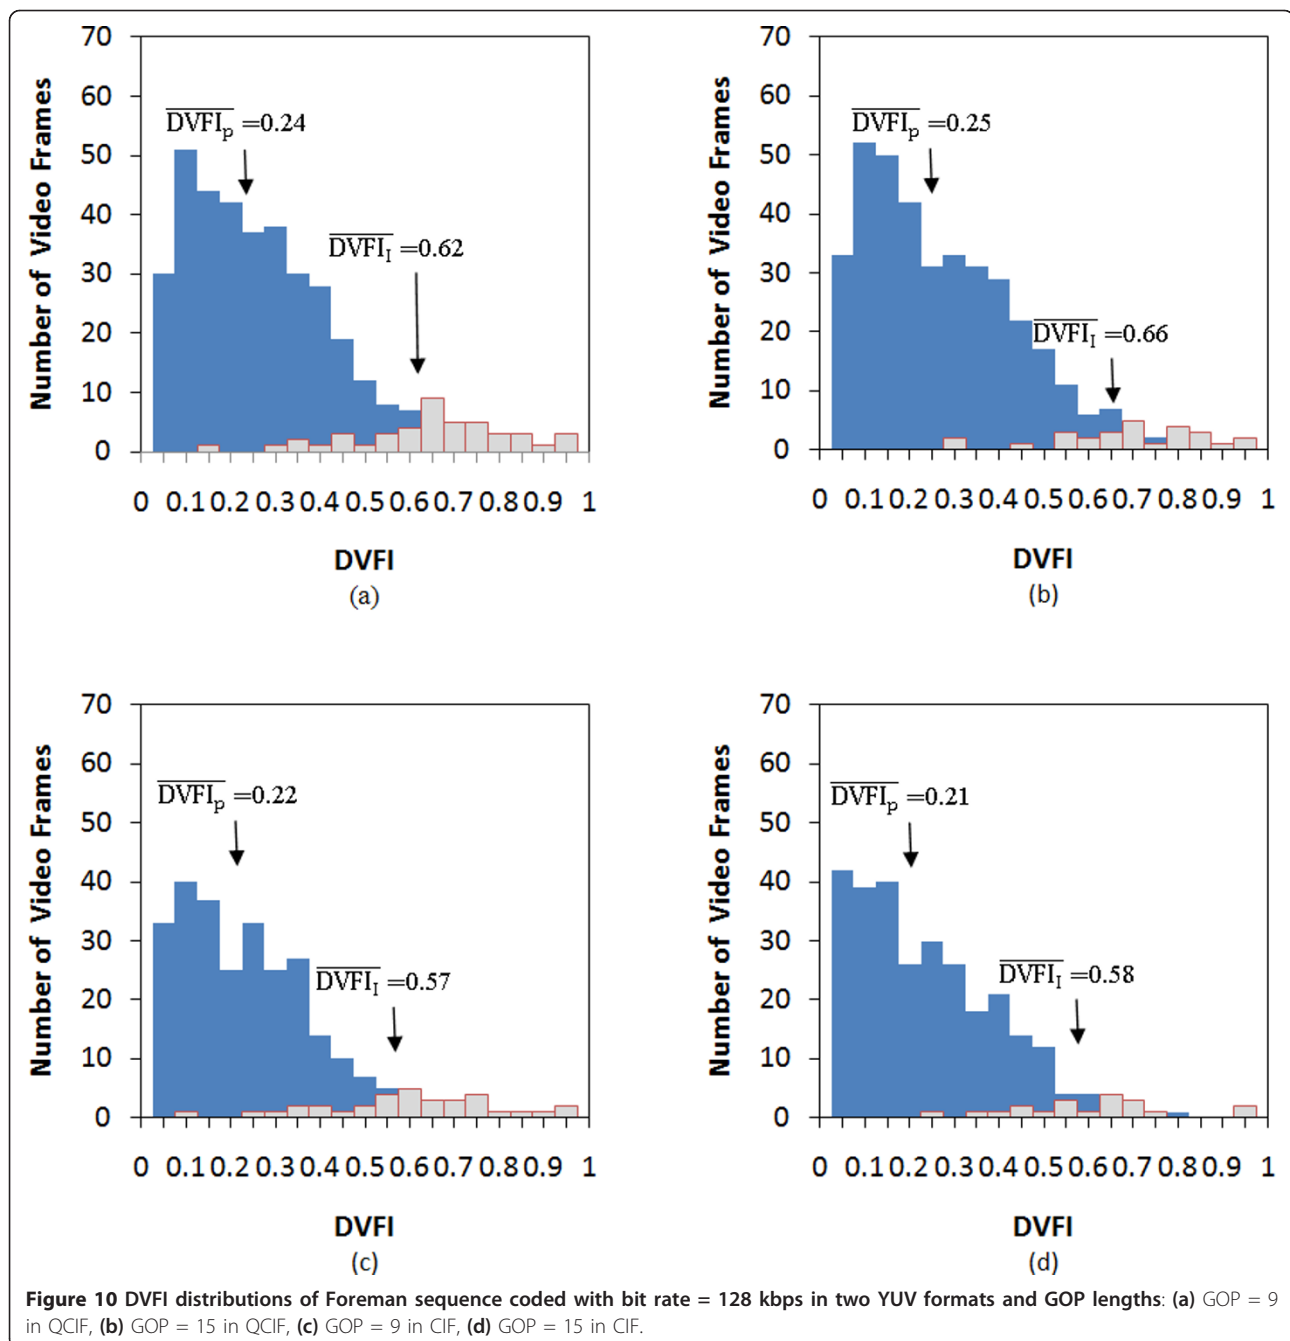 70
60
50
40
30
20
10
0
Number of Video Frames
DVFI_p =0.24
DVFI_I =0.62
0 0.1 0.2 0.3 0.4 0.5 0.6 0.7 0.8 0.9 1
DVFI
(a)
70
60
50
40
30
20
10
0
Number of Video Frames
DVFI_p =0.25
DVFI_I =0.66
0 0.1 0.2 0.3 0.4 0.5 0.6 0.7 0.8 0.9 1
DVFI
(b)
70
60
50
40
30
20
10
0
Number of Video Frames
DVFI_p =0.22
DVFI_I =0.57
0 0.1 0.2 0.3 0.4 0.5 0.6 0.7 0.8 0.9 1
DVFI
(c)
70
60
50
40
30
20
10
0
Number of Video Frames
DVFI_p =0.21
DVFI_I =0.58
0 0.1 0.2 0.3 0.4 0.5 0.6 0.7 0.8 0.9 1
DVFI
(d)
Figure 10 DVFI distributions of Foreman sequence coded with bit rate = 128 kbps in two YUV formats and GOP lengths: (a) GOP = 9
in QCIF, (b) GOP = 15 in QCIF, (c) GOP = 9 in CIF, (d) GOP = 15 in CIF.